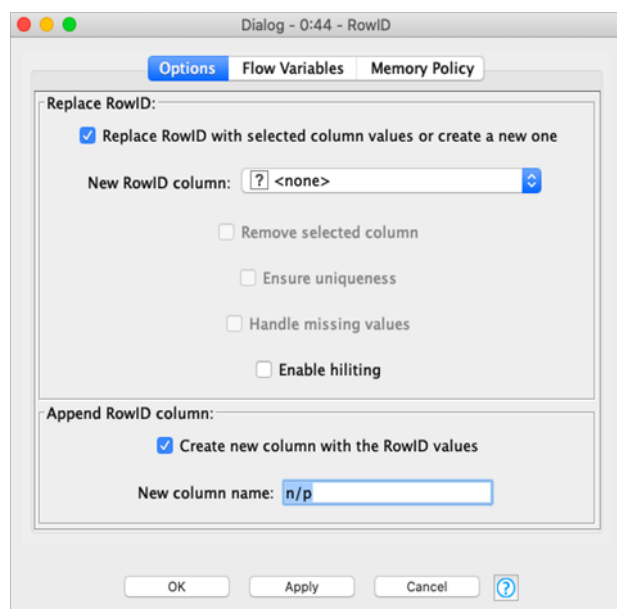 Dialog - 0:44 - RowID
Options Flow Variables Memory Policy
Replace RowID:
Replace RowID with selected column values or create a new one
New RowID column: ? <none>
Remove selected column
Ensure uniqueness
Handle missing values
Enable hiliting
Append RowID column:
Create new column with the RowID values
New column name: n/p
OK Apply Cancel ?